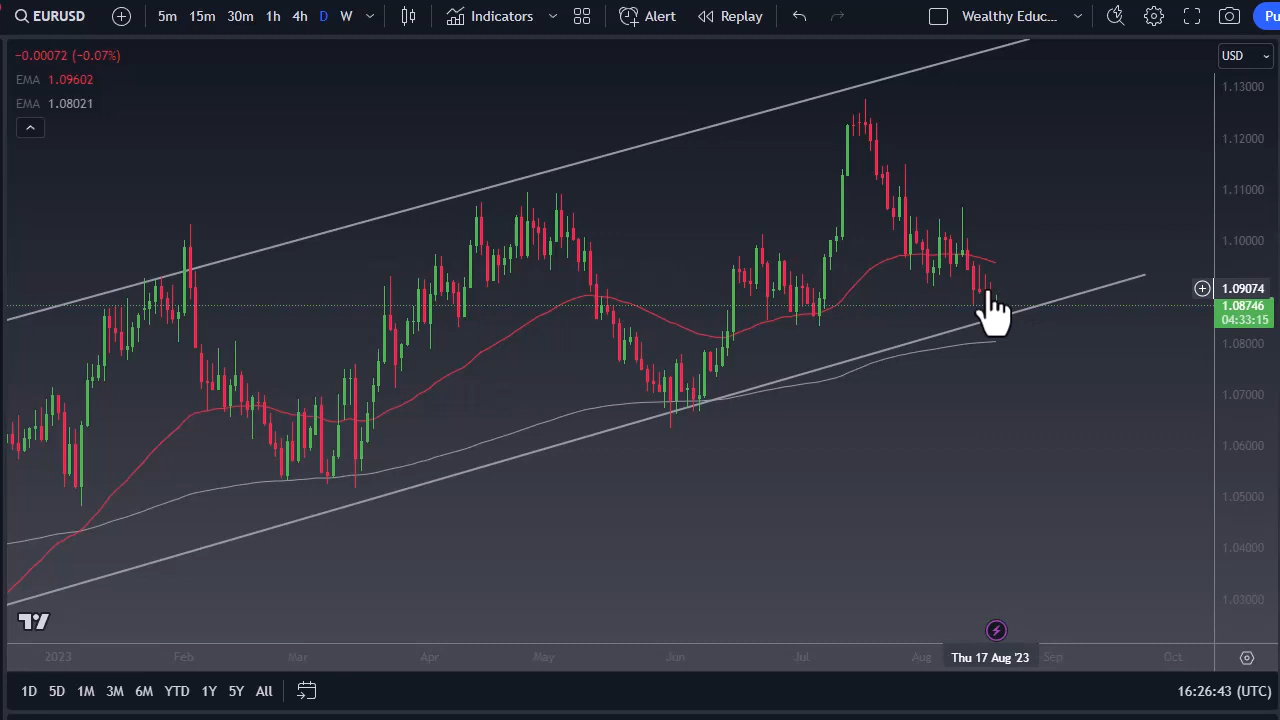 EURUSD 5m 15m 30m 1h 4h D W Indicators Alert Replay Wealthy Educ... Pu
−0.00072 (−0.07%)
USD
EMA 1.09602
EMA 1.08021
1.13000
1.12000
1.11000
1.10000
1.09074
1.08746
04:33:15
1.08000
1.07000
1.06000
1.05000
1.04000
1.03000
2023 Feb Mar Apr May Jun Jul Aug Thu 17 Aug '23 Sep Oct
1D 5D 1M 3M 6M YTD 1Y 5Y All 16:26:43 (UTC)